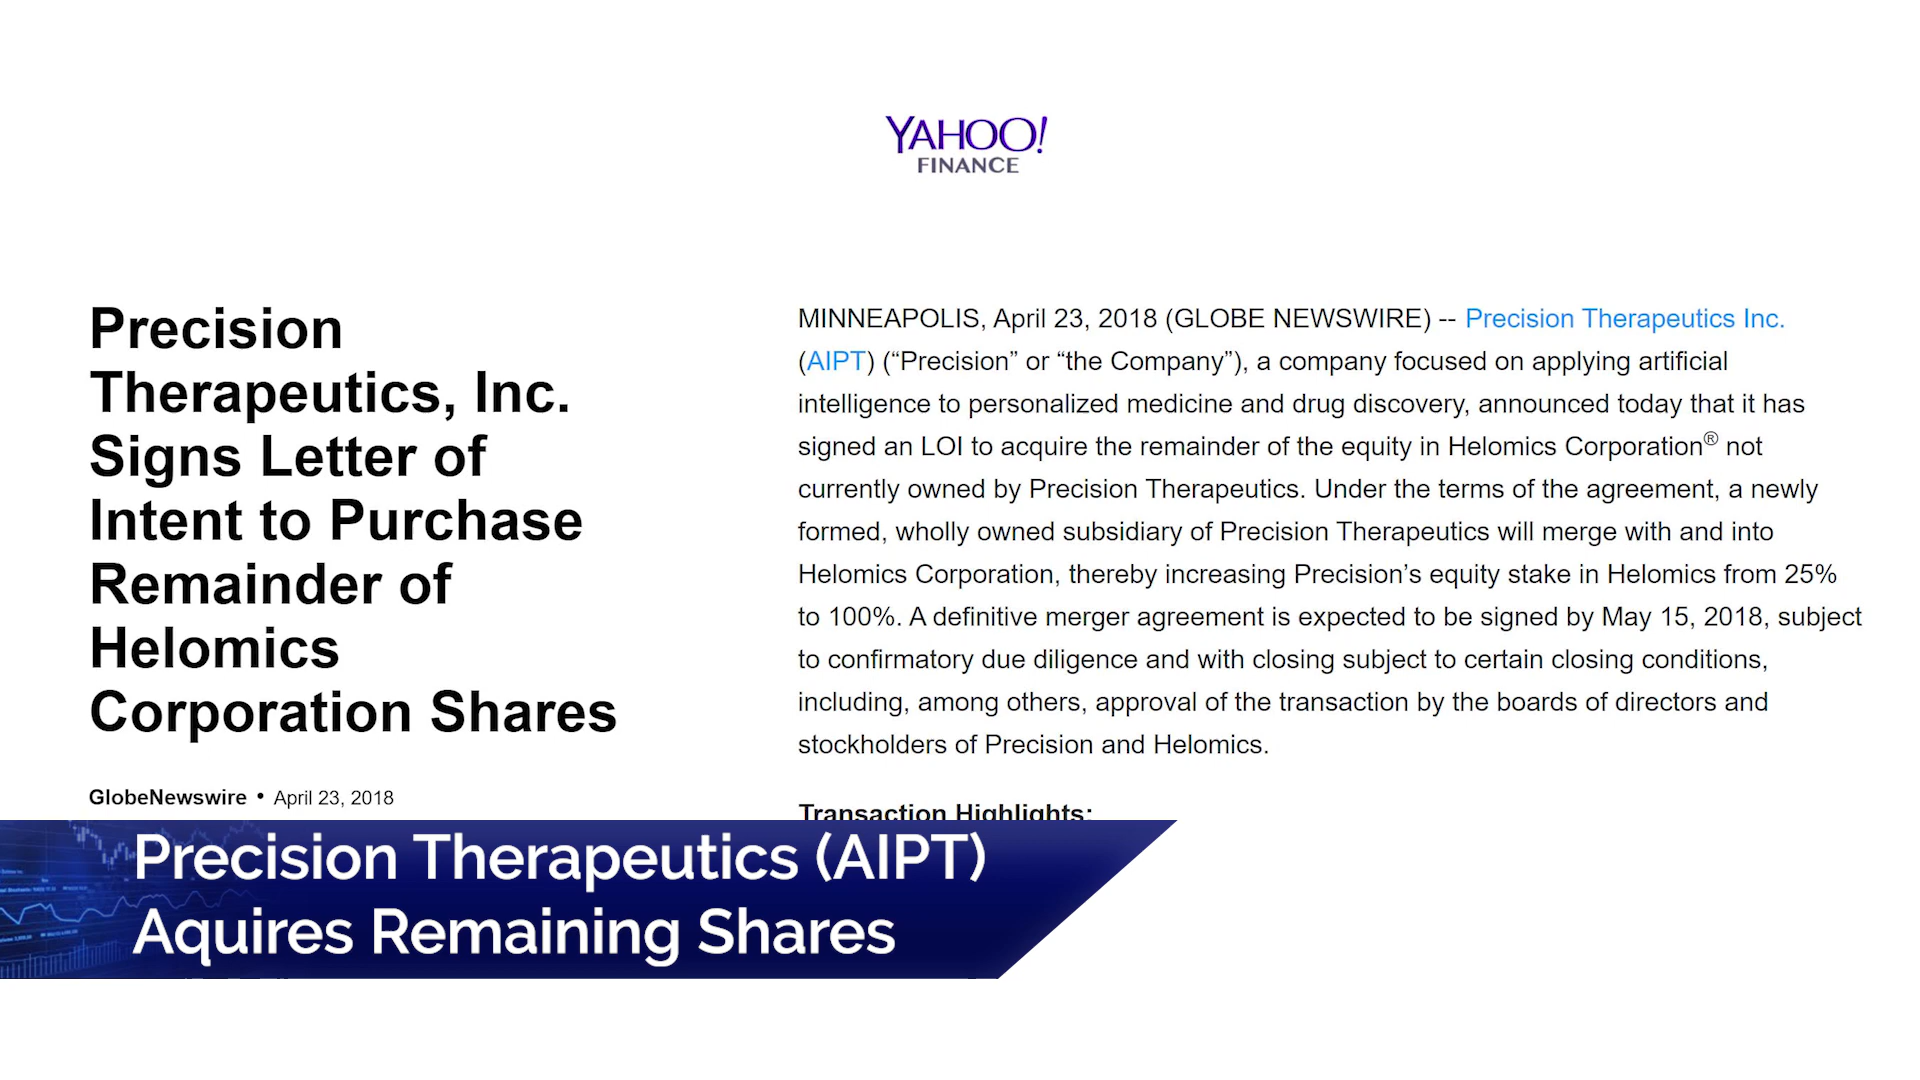 YAHOO!
FINANCE
Precision
Therapeutics, Inc.
Signs Letter of
Intent to Purchase
Remainder of
Helomics
Corporation Shares
GlobeNewswire • April 23, 2018
MINNEAPOLIS, April 23, 2018 (GLOBE NEWSWIRE) -- Precision Therapeutics Inc.
(AIPT) (“Precision” or “the Company”), a company focused on applying artificial
intelligence to personalized medicine and drug discovery, announced today that it has
signed an LOI to acquire the remainder of the equity in Helomics Corporation® not
currently owned by Precision Therapeutics. Under the terms of the agreement, a newly
formed, wholly owned subsidiary of Precision Therapeutics will merge with and into
Helomics Corporation, thereby increasing Precision’s equity stake in Helomics from 25%
to 100%. A definitive merger agreement is expected to be signed by May 15, 2018, subject
to confirmatory due diligence and with closing subject to certain closing conditions,
including, among others, approval of the transaction by the boards of directors and
stockholders of Precision and Helomics.
Transaction Highlights:
Precision Therapeutics (AIPT)
Aquires Remaining Shares